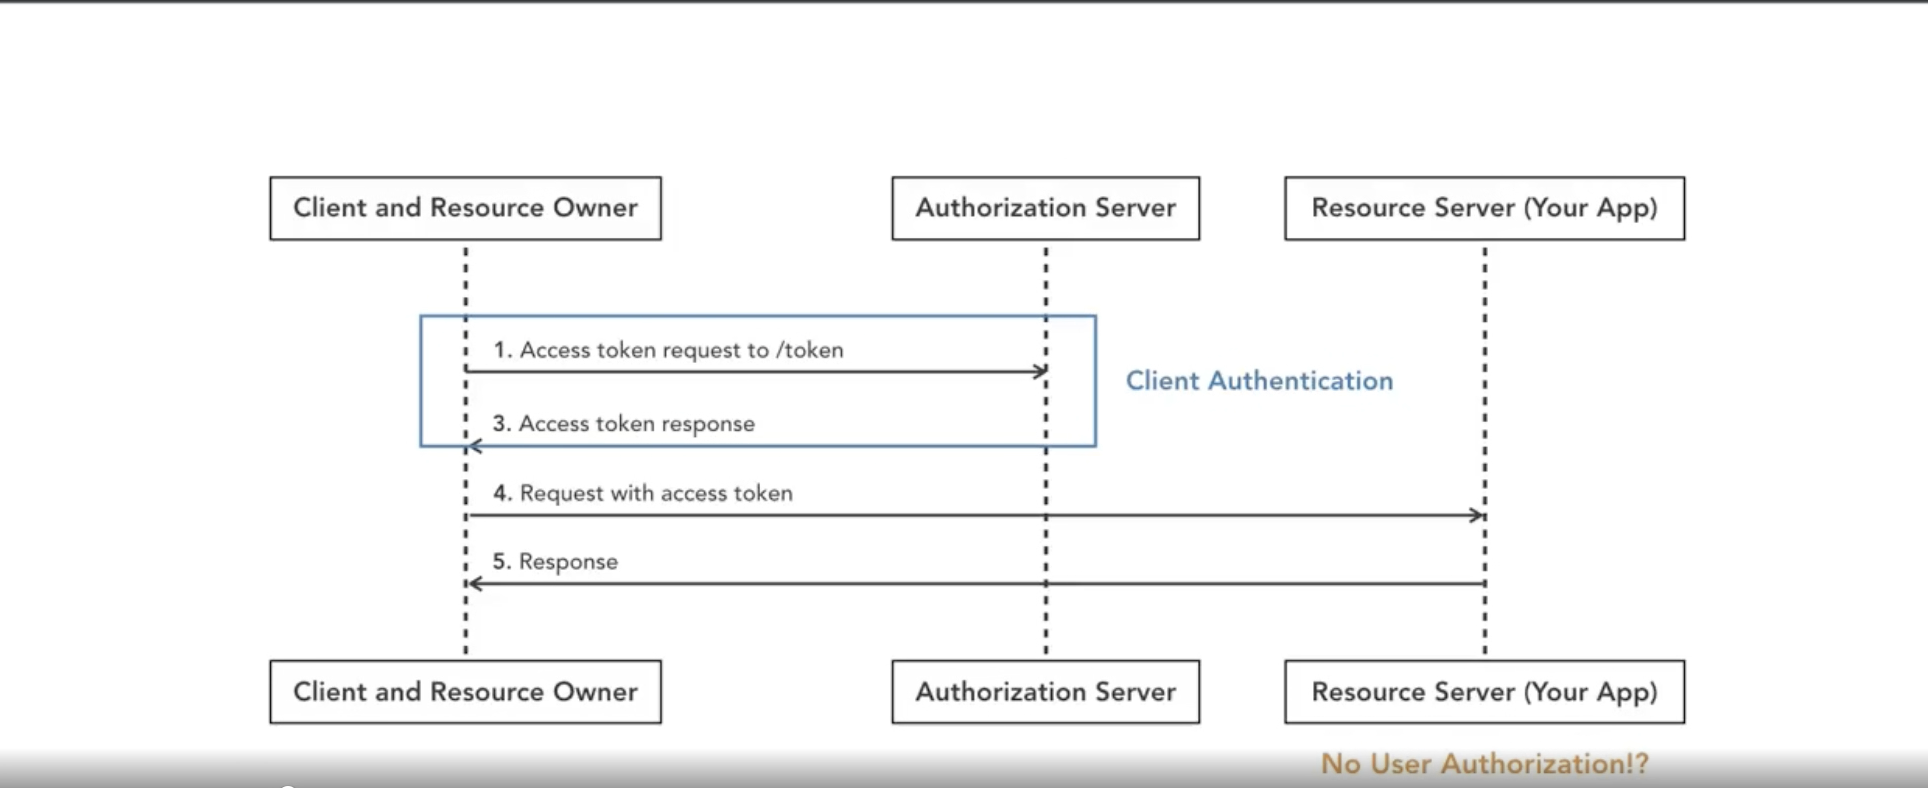 Client and Resource Owner
Authorization Server
Resource Server (Your App)
1. Access token request to /token
Client Authentication
3. Access token response
4. Request with access token
5. Response
Client and Resource Owner
Authorization Server
Resource Server (Your App)
No User Authorization!?